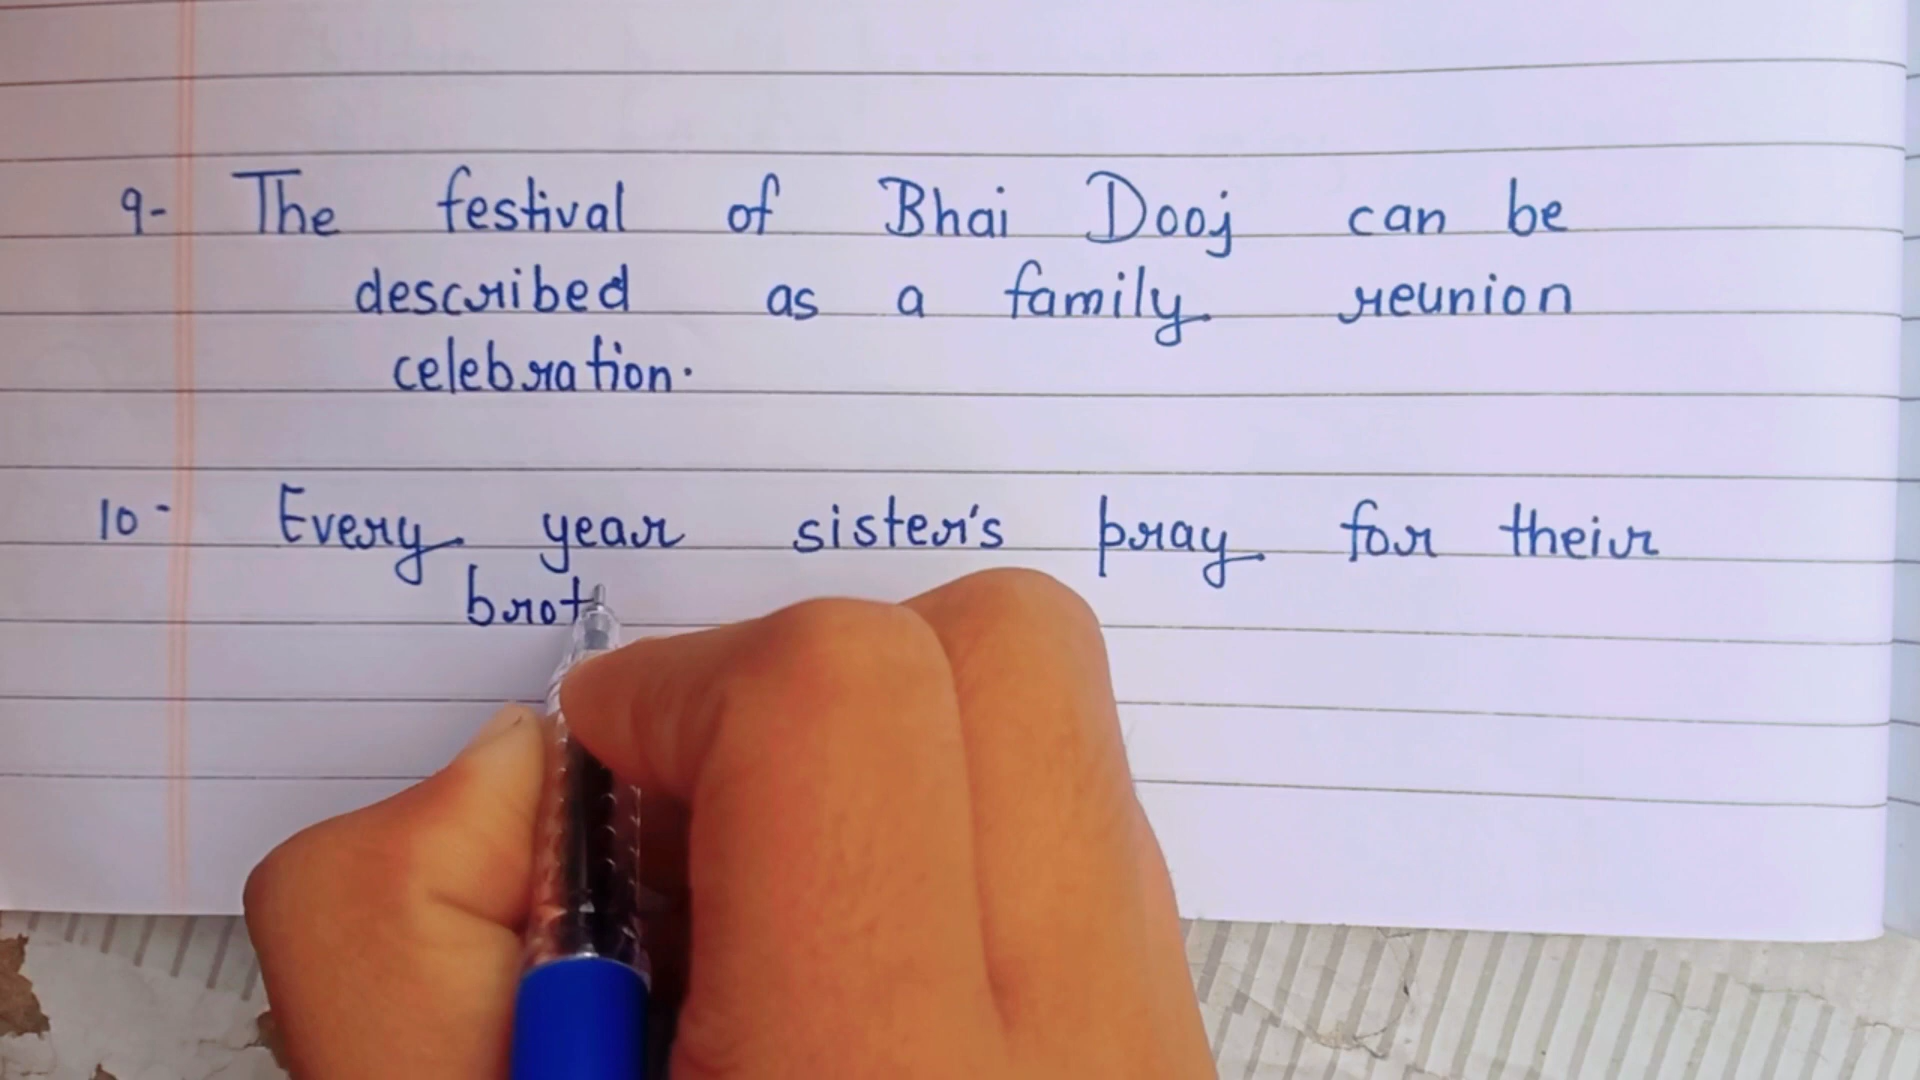 9- The festival of Bhai Dooj can be
described as a family reunion
celebration.
10- Every year sister's pray for their
brot